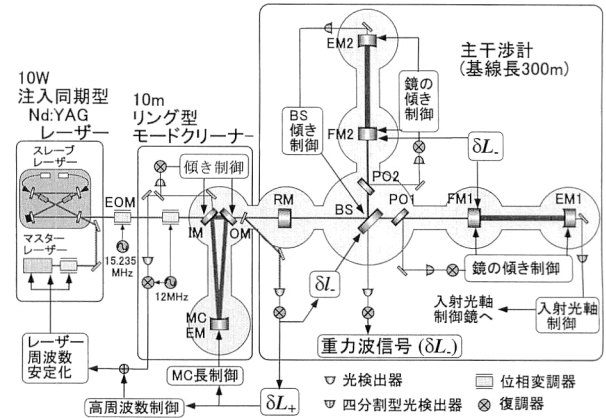 10W
注入同期型
Nd:YAG
レーザー
スレーブ
レーザー
マスター
レーザー
EOM
15.235
MHz
レーザー
周波数
安定化
10m
リング型
モードクリーナー
傾き制御
IM
OM
12MHz
MC
EM
MC長制御
高周波数制御
δL₊
主干渉計
(基線長300m)
EM2
鏡の傾き
制御
BS
傾き
制御
FM2
δL₋
PO2
RM
BS
PO1
FM1
EM1
δl₋
鏡の傾き制御
入射光軸
制御鏡へ
入射光軸
制御
重力波信号 (δL₋)
光検出器
位相変調器
四分割型光検出器
復調器